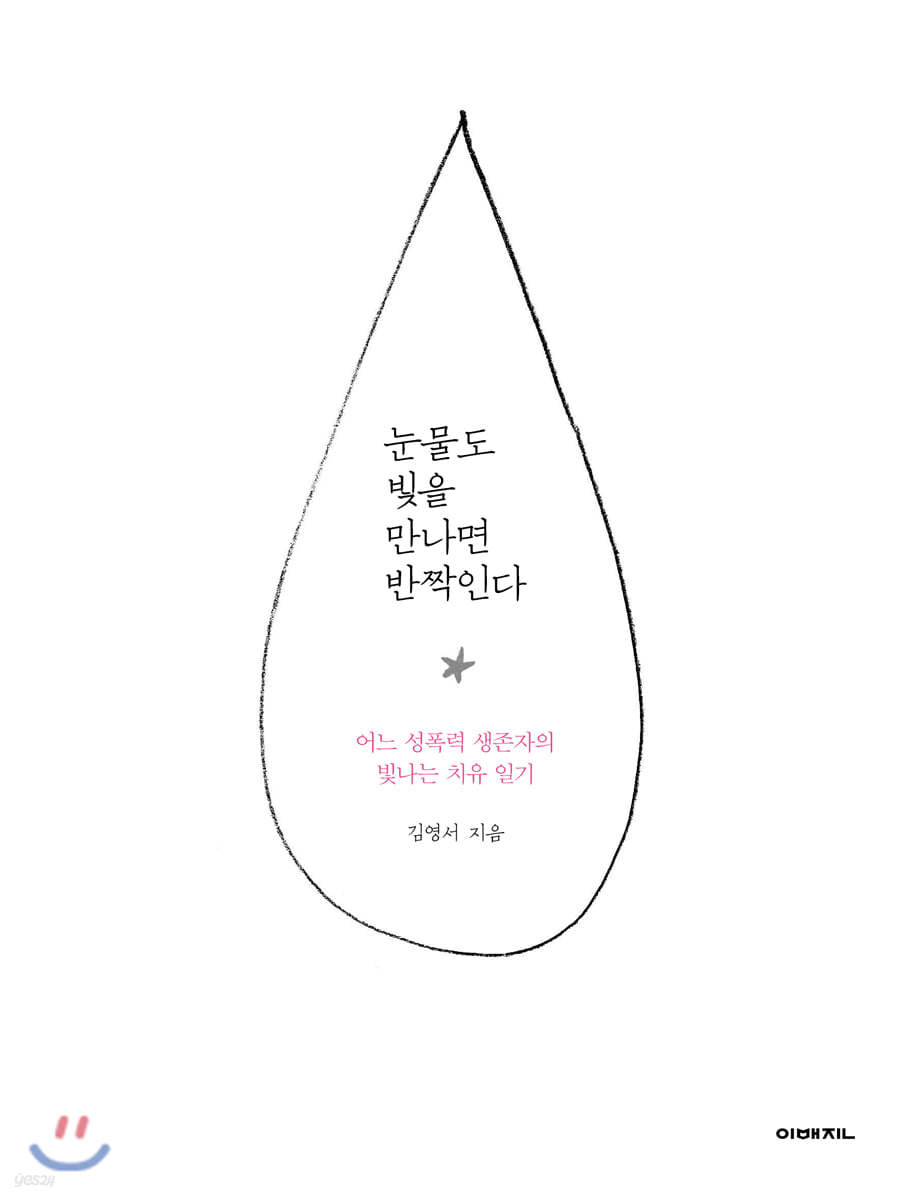 눈물도
빛을
만나면
반짝인다
어느 성폭력 생존자의
빛나는 치유 일기
김영서 지음
이매진
yes24